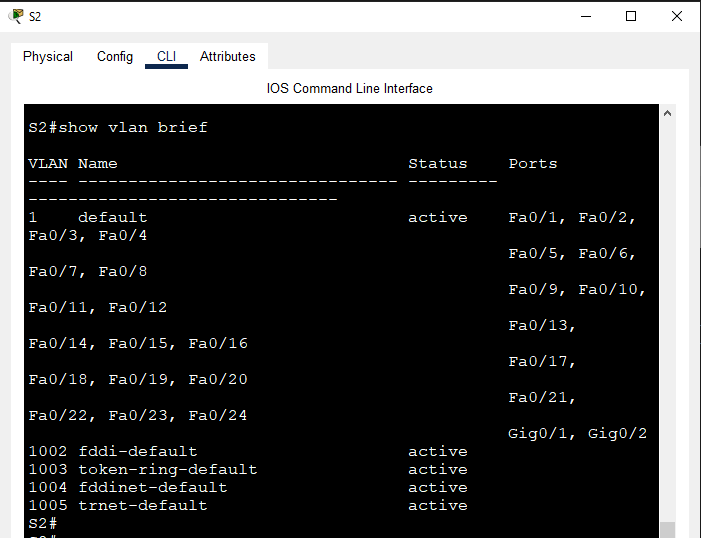 S2
Physical Config CLI Attributes
IOS Command Line Interface
S2#show vlan brief
VLAN Name                             Status    Ports
---- -------------------------------- ---------
-------------------------------
1    default                          active    Fa0/1, Fa0/2,
Fa0/3, Fa0/4
                                                Fa0/5, Fa0/6,
Fa0/7, Fa0/8
                                                Fa0/9, Fa0/10,
Fa0/11, Fa0/12
                                                Fa0/13,
Fa0/14, Fa0/15, Fa0/16
                                                Fa0/17,
Fa0/18, Fa0/19, Fa0/20
                                                Fa0/21,
Fa0/22, Fa0/23, Fa0/24
                                                Gig0/1, Gig0/2
1002 fddi-default                     active
1003 token-ring-default               active
1004 fddinet-default                  active
1005 trnet-default                    active
S2#
S2#